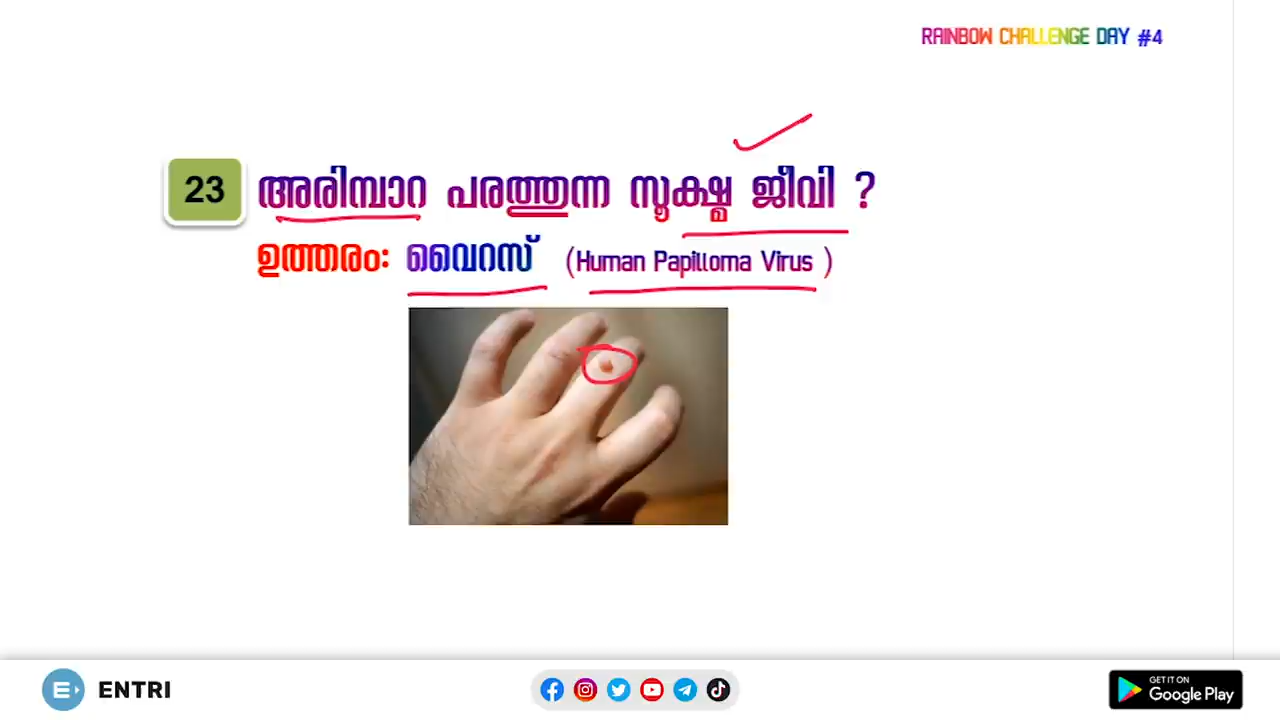 RAINBOW CHALLENGE DAY #4
23 അരിമ്പാറ പരത്തുന്ന സൂക്ഷ്മ ജീവി ?
ഉത്തരം: വൈറസ് (Human Papilloma Virus )
E ENTRI
GET IT ON
Google Play